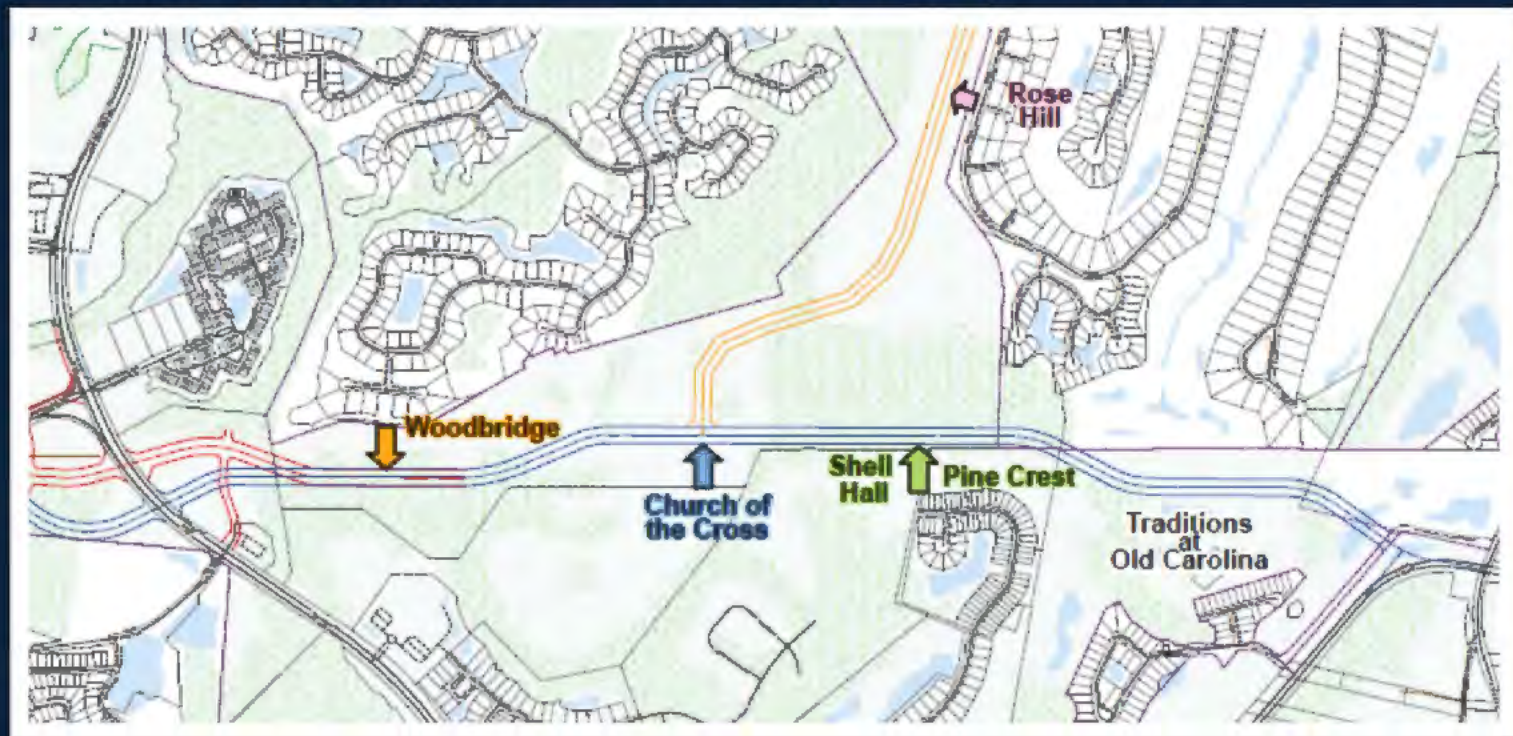 Rose
Hill
Woodbridge
Church of
the Cross
Shell
Hall
Pine Crest
Traditions
at
Old Carolina